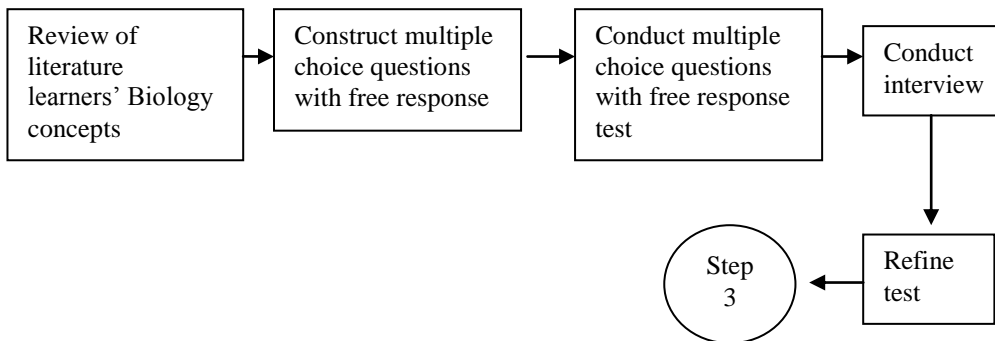 Review of
literature
learners' Biology
concepts
Construct multiple
choice questions
with free response
Conduct multiple
choice questions
with free response
test
Conduct
interview
Refine
test
Step
3